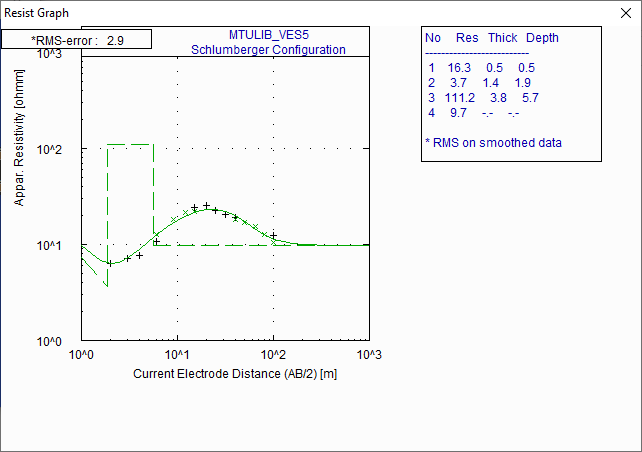 Resist Graph
*RMS-error : 2.9
MTULIB_VES5
Schlumberger Configuration
No Res Thick Depth
1 16.3 0.5 0.5
2 3.7 1.4 1.9
3 111.2 3.8 5.7
4 9.7 -.- -.-
* RMS on smoothed data
Appar. Resistivity [ohmm]
10^3
10^2
10^1
10^0
10^0 10^1 10^2 10^3
Current Electrode Distance (AB/2) [m]